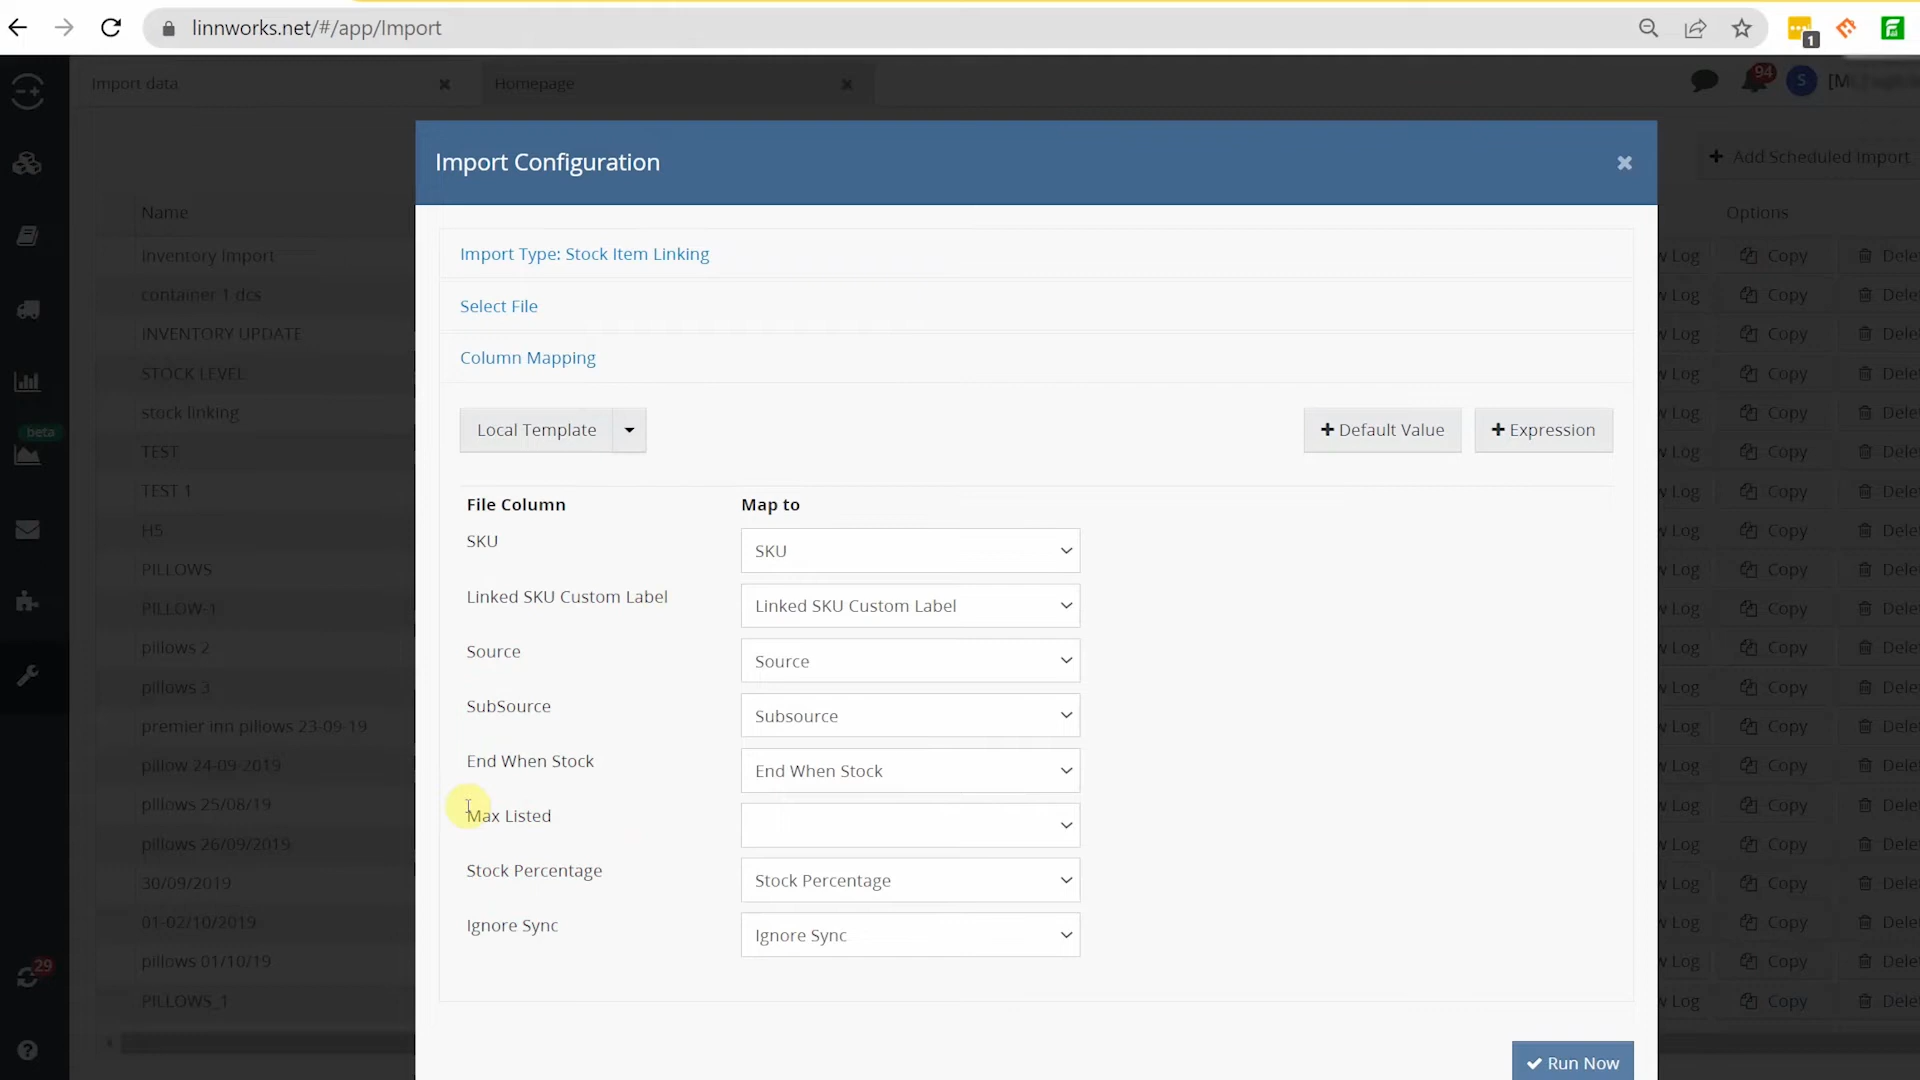 linnworks.net/#/app/Import
1
Import data
Homepage
94
S
Import Configuration
Add Scheduled Import
Name
Options
Import Type: Stock Item Linking
Inventory Import
Log
Copy
Dele
container 1 dcs
Log
Copy
Dele
Select File
INVENTORY UPDATE
Log
Copy
Dele
Column Mapping
STOCK LEVEL
Log
Copy
Dele
stock linking
Log
Copy
Dele
Local Template
Default Value
Expression
beta
TEST
Log
Copy
Dele
TEST 1
Log
Copy
Dele
File Column
Map to
H5
Log
Copy
Dele
SKU
SKU
PILLOWS
Log
Copy
Dele
Linked SKU Custom Label
Linked SKU Custom Label
PILLOW-1
Log
Copy
Dele
Source
Source
pillows 2
Log
Copy
Dele
pillows 3
Log
Copy
Dele
SubSource
Subsource
premier inn pillows 23-09-19
Log
Copy
Dele
End When Stock
End When Stock
pillow 24-09-2019
Log
Copy
Dele
pillows 25/08/19
Log
Copy
Dele
Max Listed
pillows 26/09/2019
Log
Copy
Dele
Stock Percentage
Stock Percentage
30/09/2019
Log
Copy
Dele
Ignore Sync
Ignore Sync
01-02/10/2019
Log
Copy
Dele
pillows 01/10/19
Log
Copy
Dele
29
PILLOWS_1
Log
Copy
Dele
Run Now